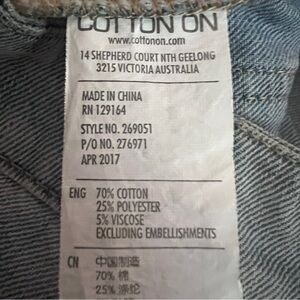 COTTON ON
www.cottonon.com
14 SHEPHERD COURT NTH GEELONG
3215 VICTORIA AUSTRALIA
MADE IN CHINA
RN 129164
STYLE NO. 269051
P/O NO. 276971
APR 2017
ENG 70% COTTON
25% POLYESTER
5% VISCOSE
EXCLUDING EMBELLISHMENTS
CN 中国制造
70% 棉
25% 涤纶